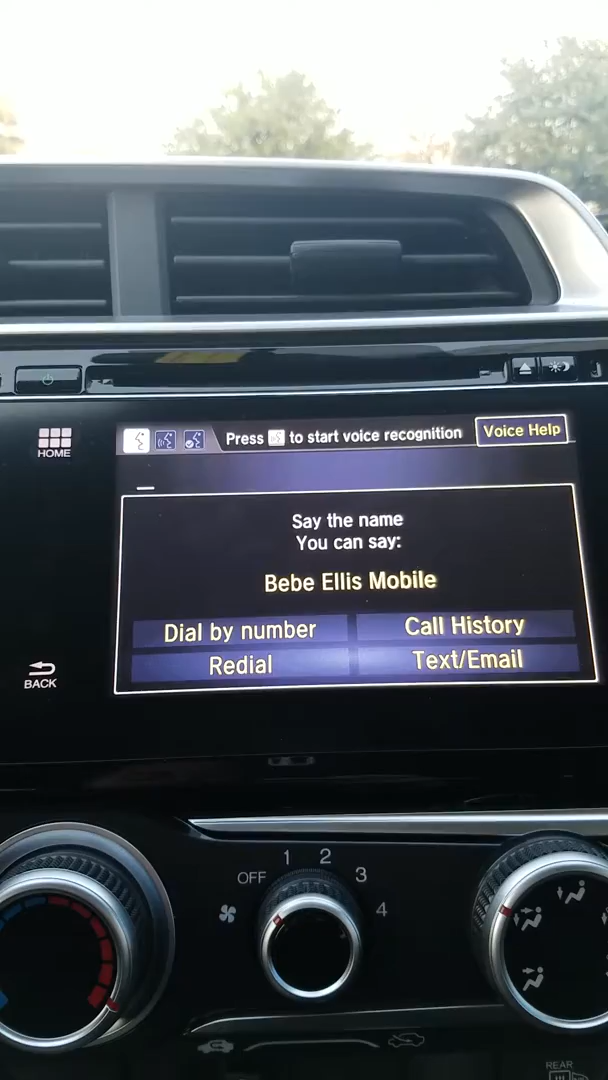 HOME
Press to start voice recognition
Voice Help
Say the name
You can say:
Bebe Ellis Mobile
Dial by number
Call History
Redial
Text/Email
BACK
OFF 1 2 3 4
REAR